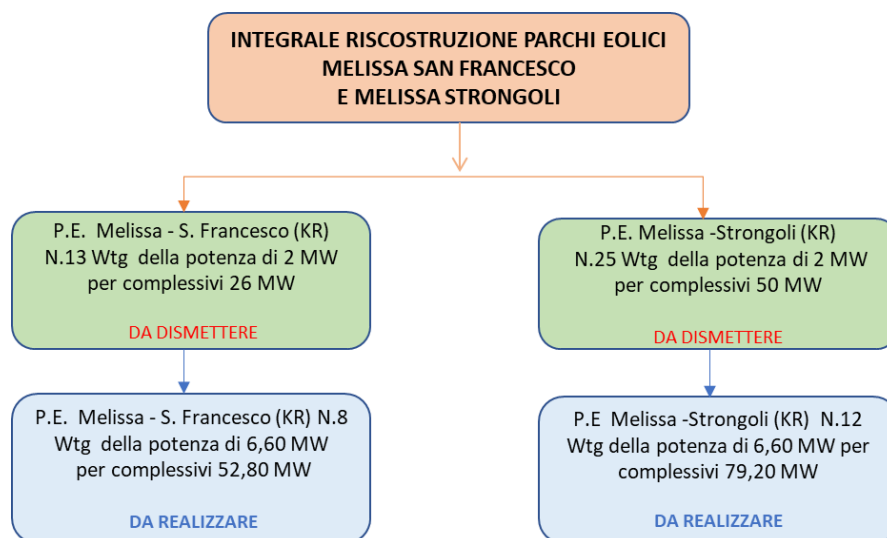 INTEGRALE RISCOSTRUZIONE PARCHI EOLICI
MELISSA SAN FRANCESCO
E MELISSA STRONGOLI
P.E. Melissa - S. Francesco (KR)
N.13 Wtg della potenza di 2 MW
per complessivi 26 MW
DA DISMETTERE
P.E. Melissa -Strongoli (KR)
N.25 Wtg della potenza di 2 MW
per complessivi 50 MW
DA DISMETTERE
P.E. Melissa - S. Francesco (KR) N.8
Wtg della potenza di 6,60 MW
per complessivi 52,80 MW
DA REALIZZARE
P.E Melissa -Strongoli (KR) N.12
Wtg della potenza di 6,60 MW per
complessivi 79,20 MW
DA REALIZZARE